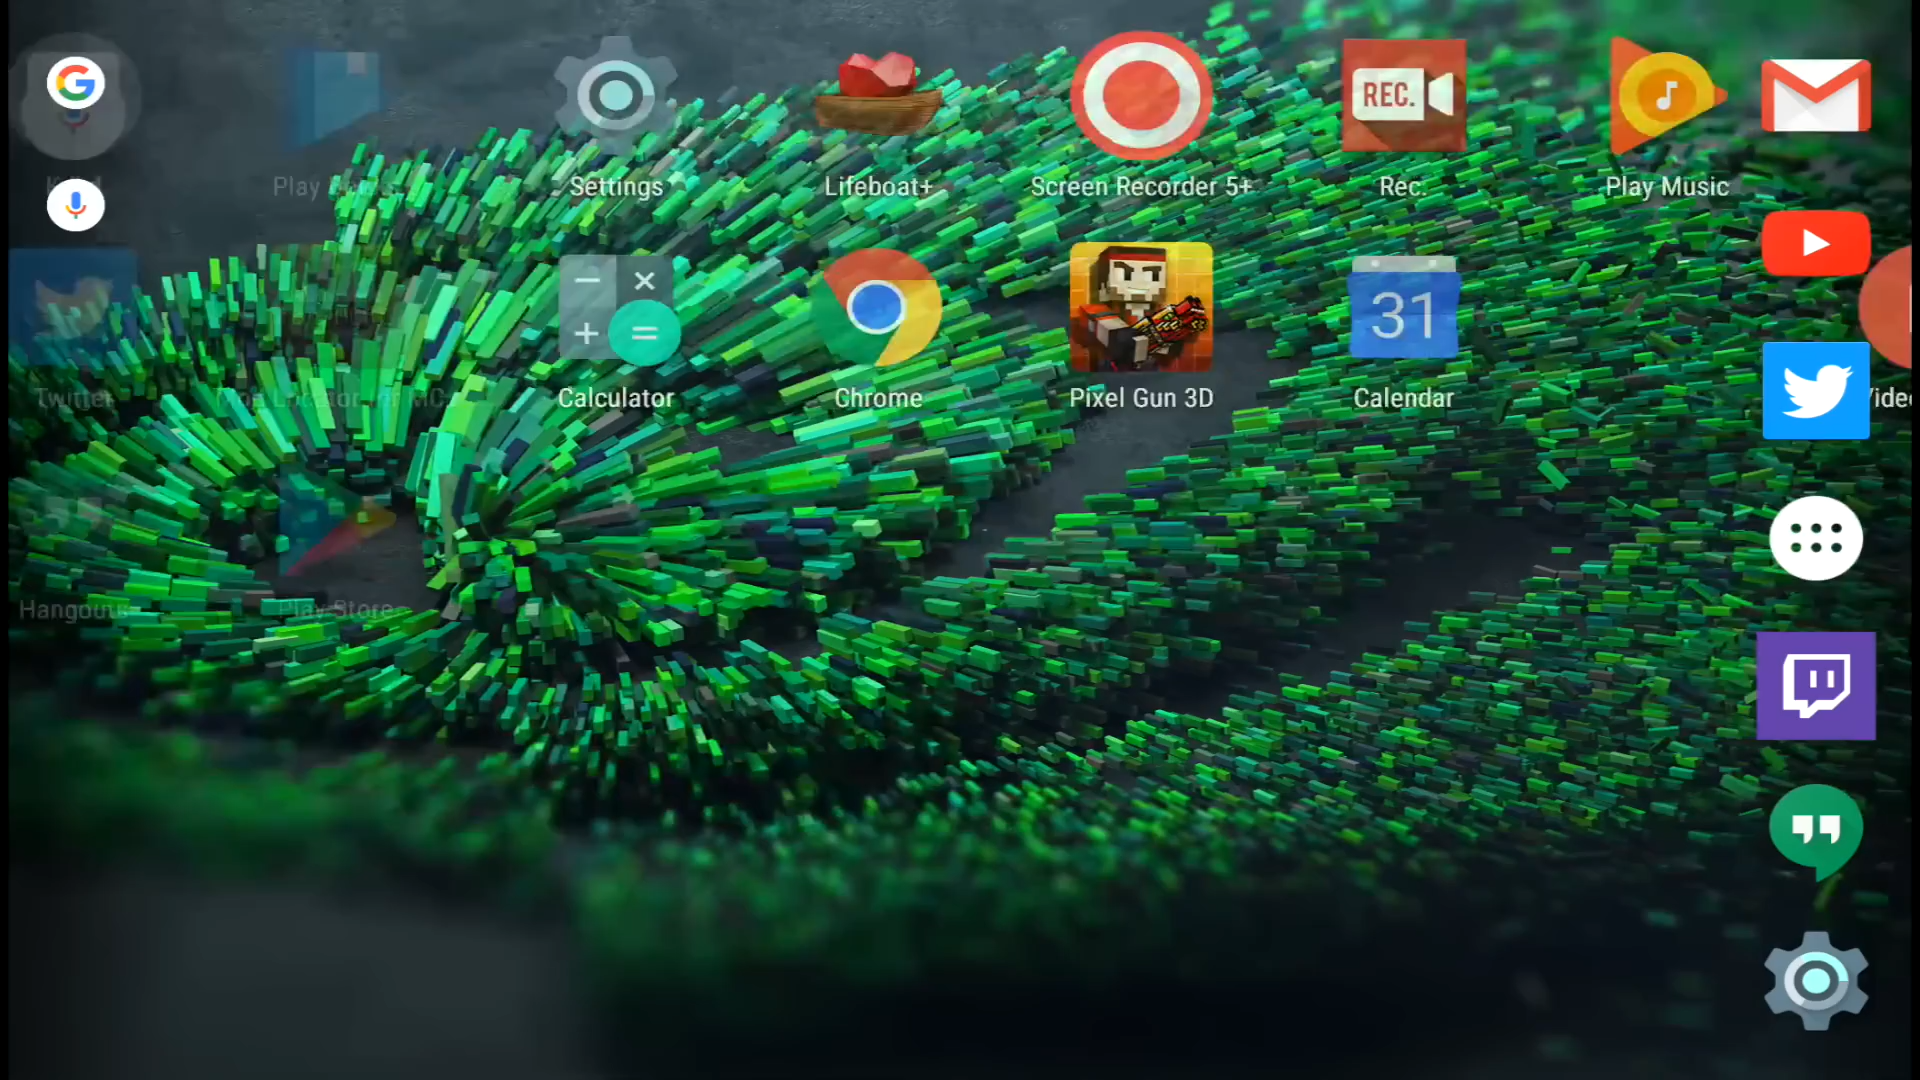 Play
Settings
Lifeboat+
Screen Recorder 5+
REC.
Rec.
Play Music
Twitter
Calculator
Chrome
Pixel Gun 3D
31
Calendar
Hangouts
Play Store